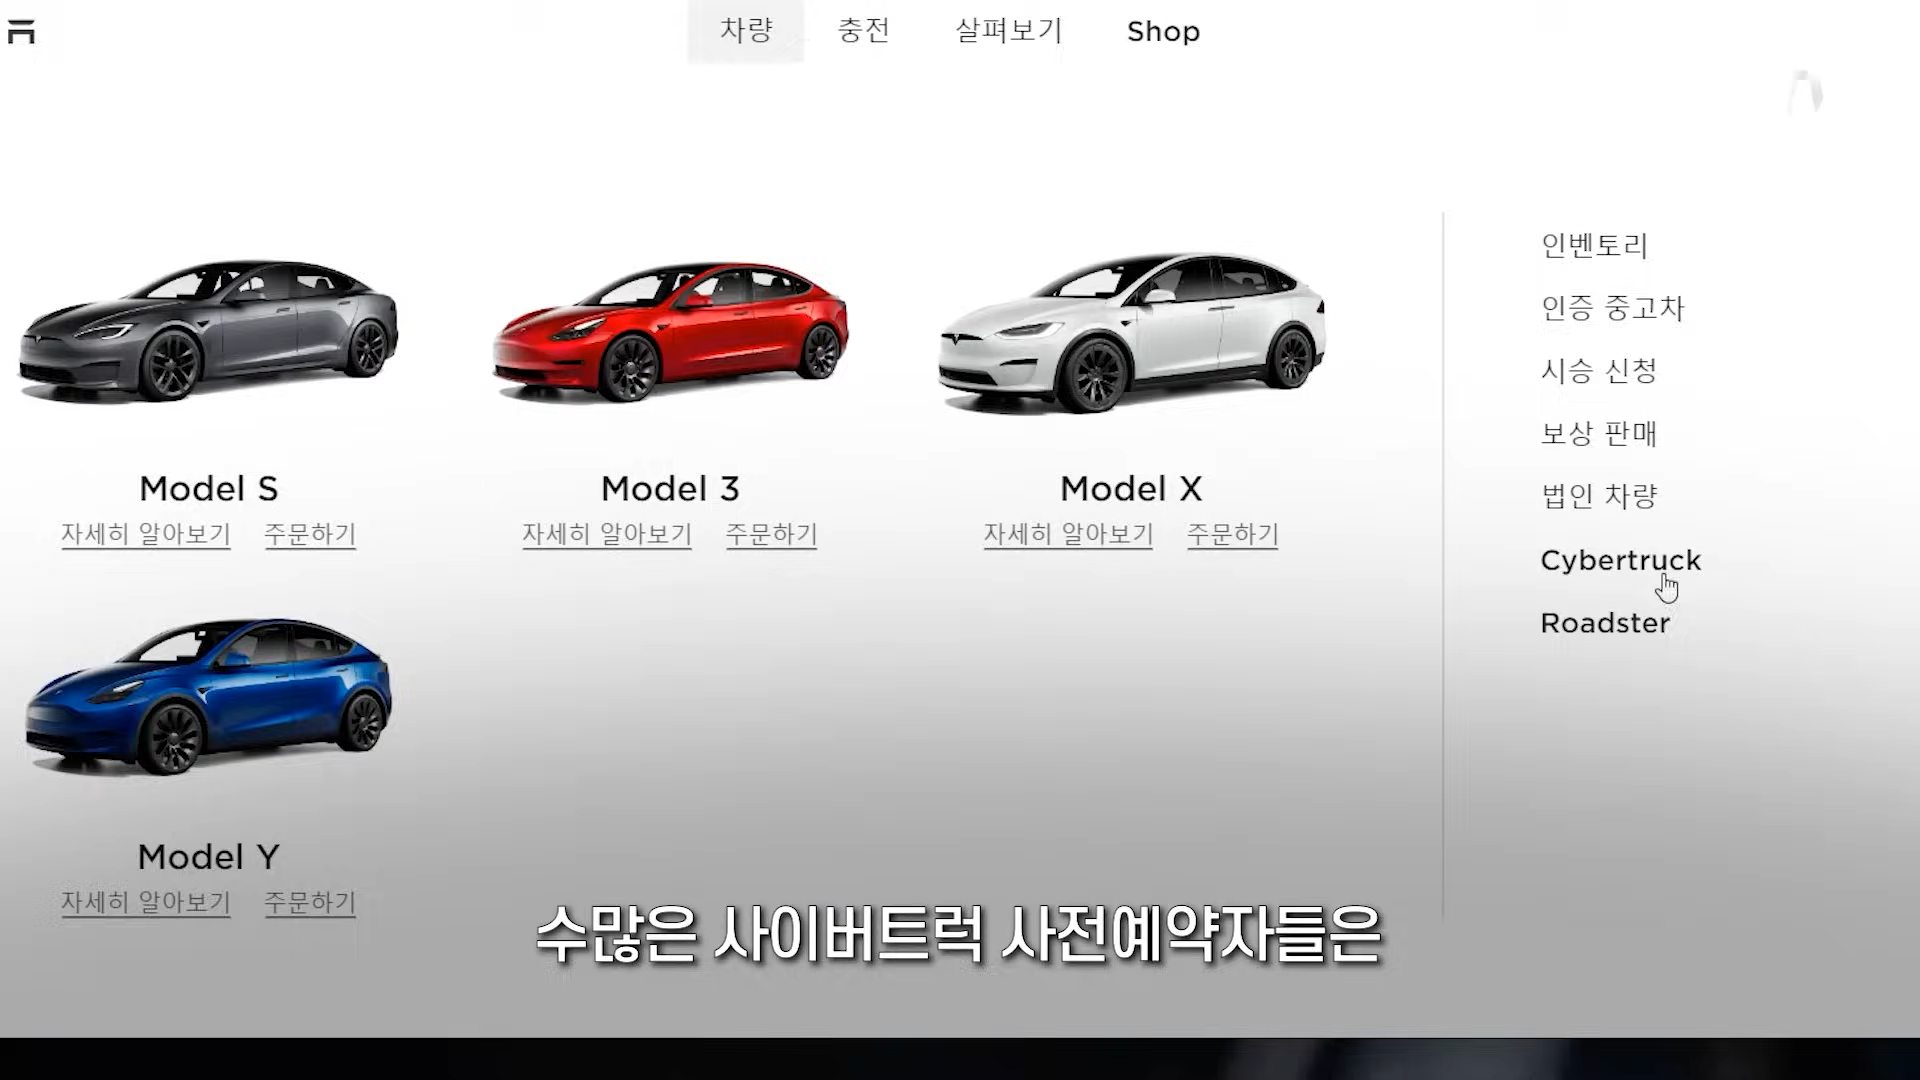 차량 충전 살펴보기 Shop
인벤토리
인증 중고차
시승 신청
보상 판매
법인 차량
Cybertruck
Roadster
Model S Model 3 Model X
자세히 알아보기 주문하기 자세히 알아보기 주문하기 자세히 알아보기 주문하기
Model Y
자세히 알아보기 주문하기
수많은 사이버트럭 사전예약자들은